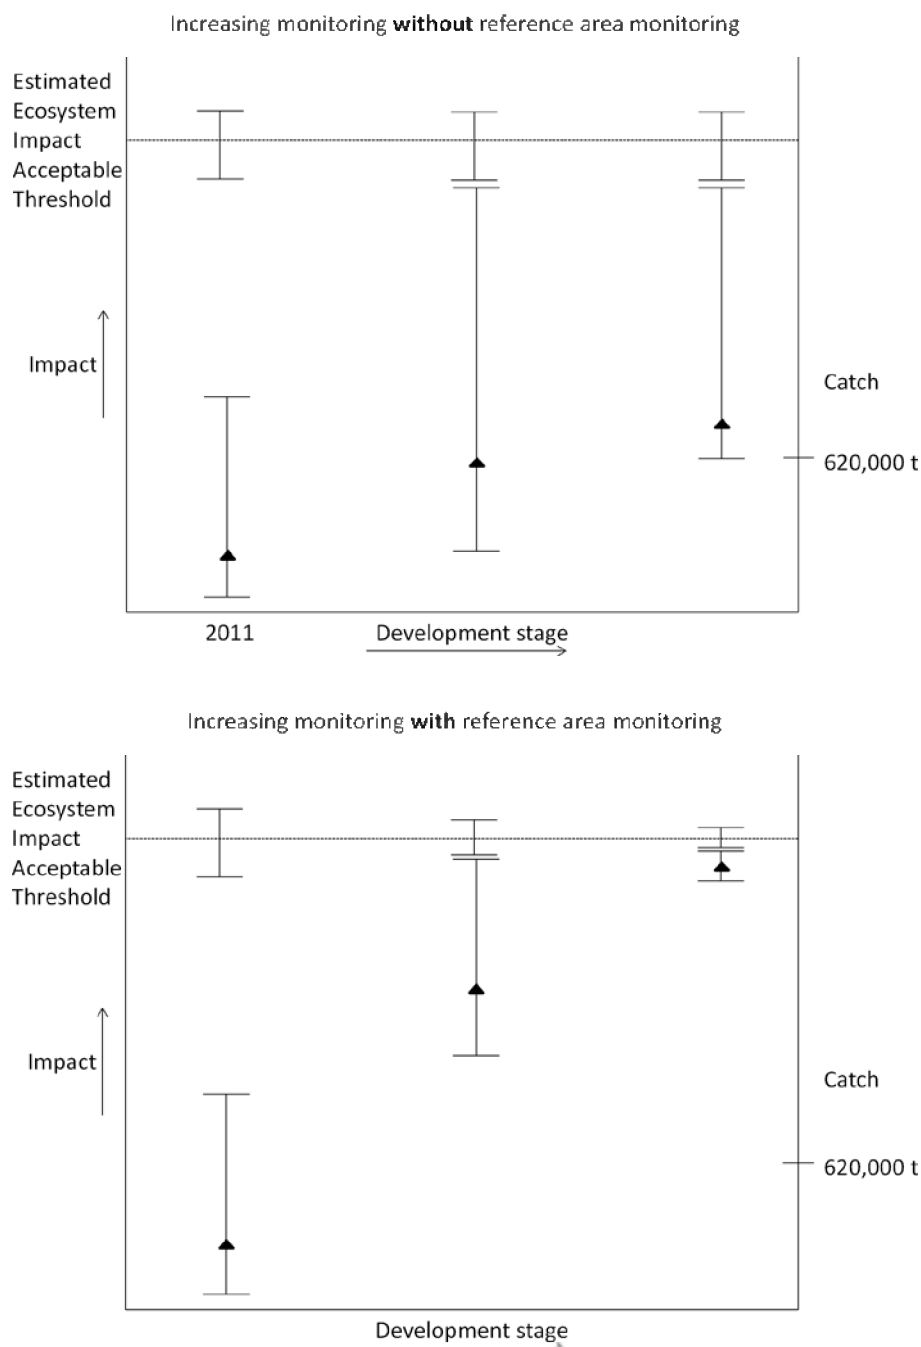 Increasing monitoring without reference area monitoring
Estimated
Ecosystem
Impact
Acceptable
Threshold
Impact
Catch
620,000 t
2011
Development stage
Increasing monitoring with reference area monitoring
Estimated
Ecosystem
Impact
Acceptable
Threshold
Impact
Catch
620,000 t
Development stage